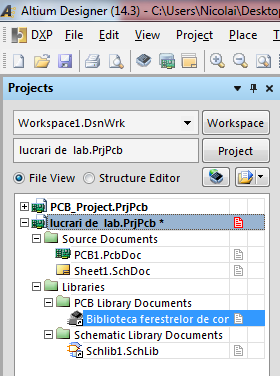 Altium Designer (14.3) - C:\Users\Nicolai\Desktop
DXP File Edit View Project Place
Projects
Workspace1.DsnWrk Workspace
lucrari de lab.PrjPcb Project
File View Structure Editor
PCB_Project.PrjPcb
lucrari de lab.PrjPcb *
Source Documents
PCB1.PcbDoc
Sheet1.SchDoc
Libraries
PCB Library Documents
Biblioteca ferestrelor de cor
Schematic Library Documents
Schlib1.SchLib